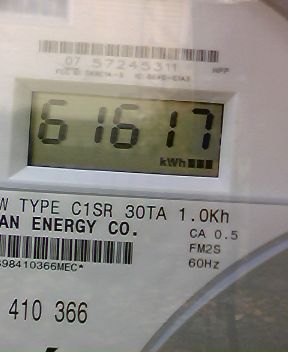 07 57245311
HPP
61617
kWh
W TYPE C1SR 30TA 1.0Kh
AN ENERGY CO.
CA 0.5
FM2S
60Hz
98410366MEC*
410 366